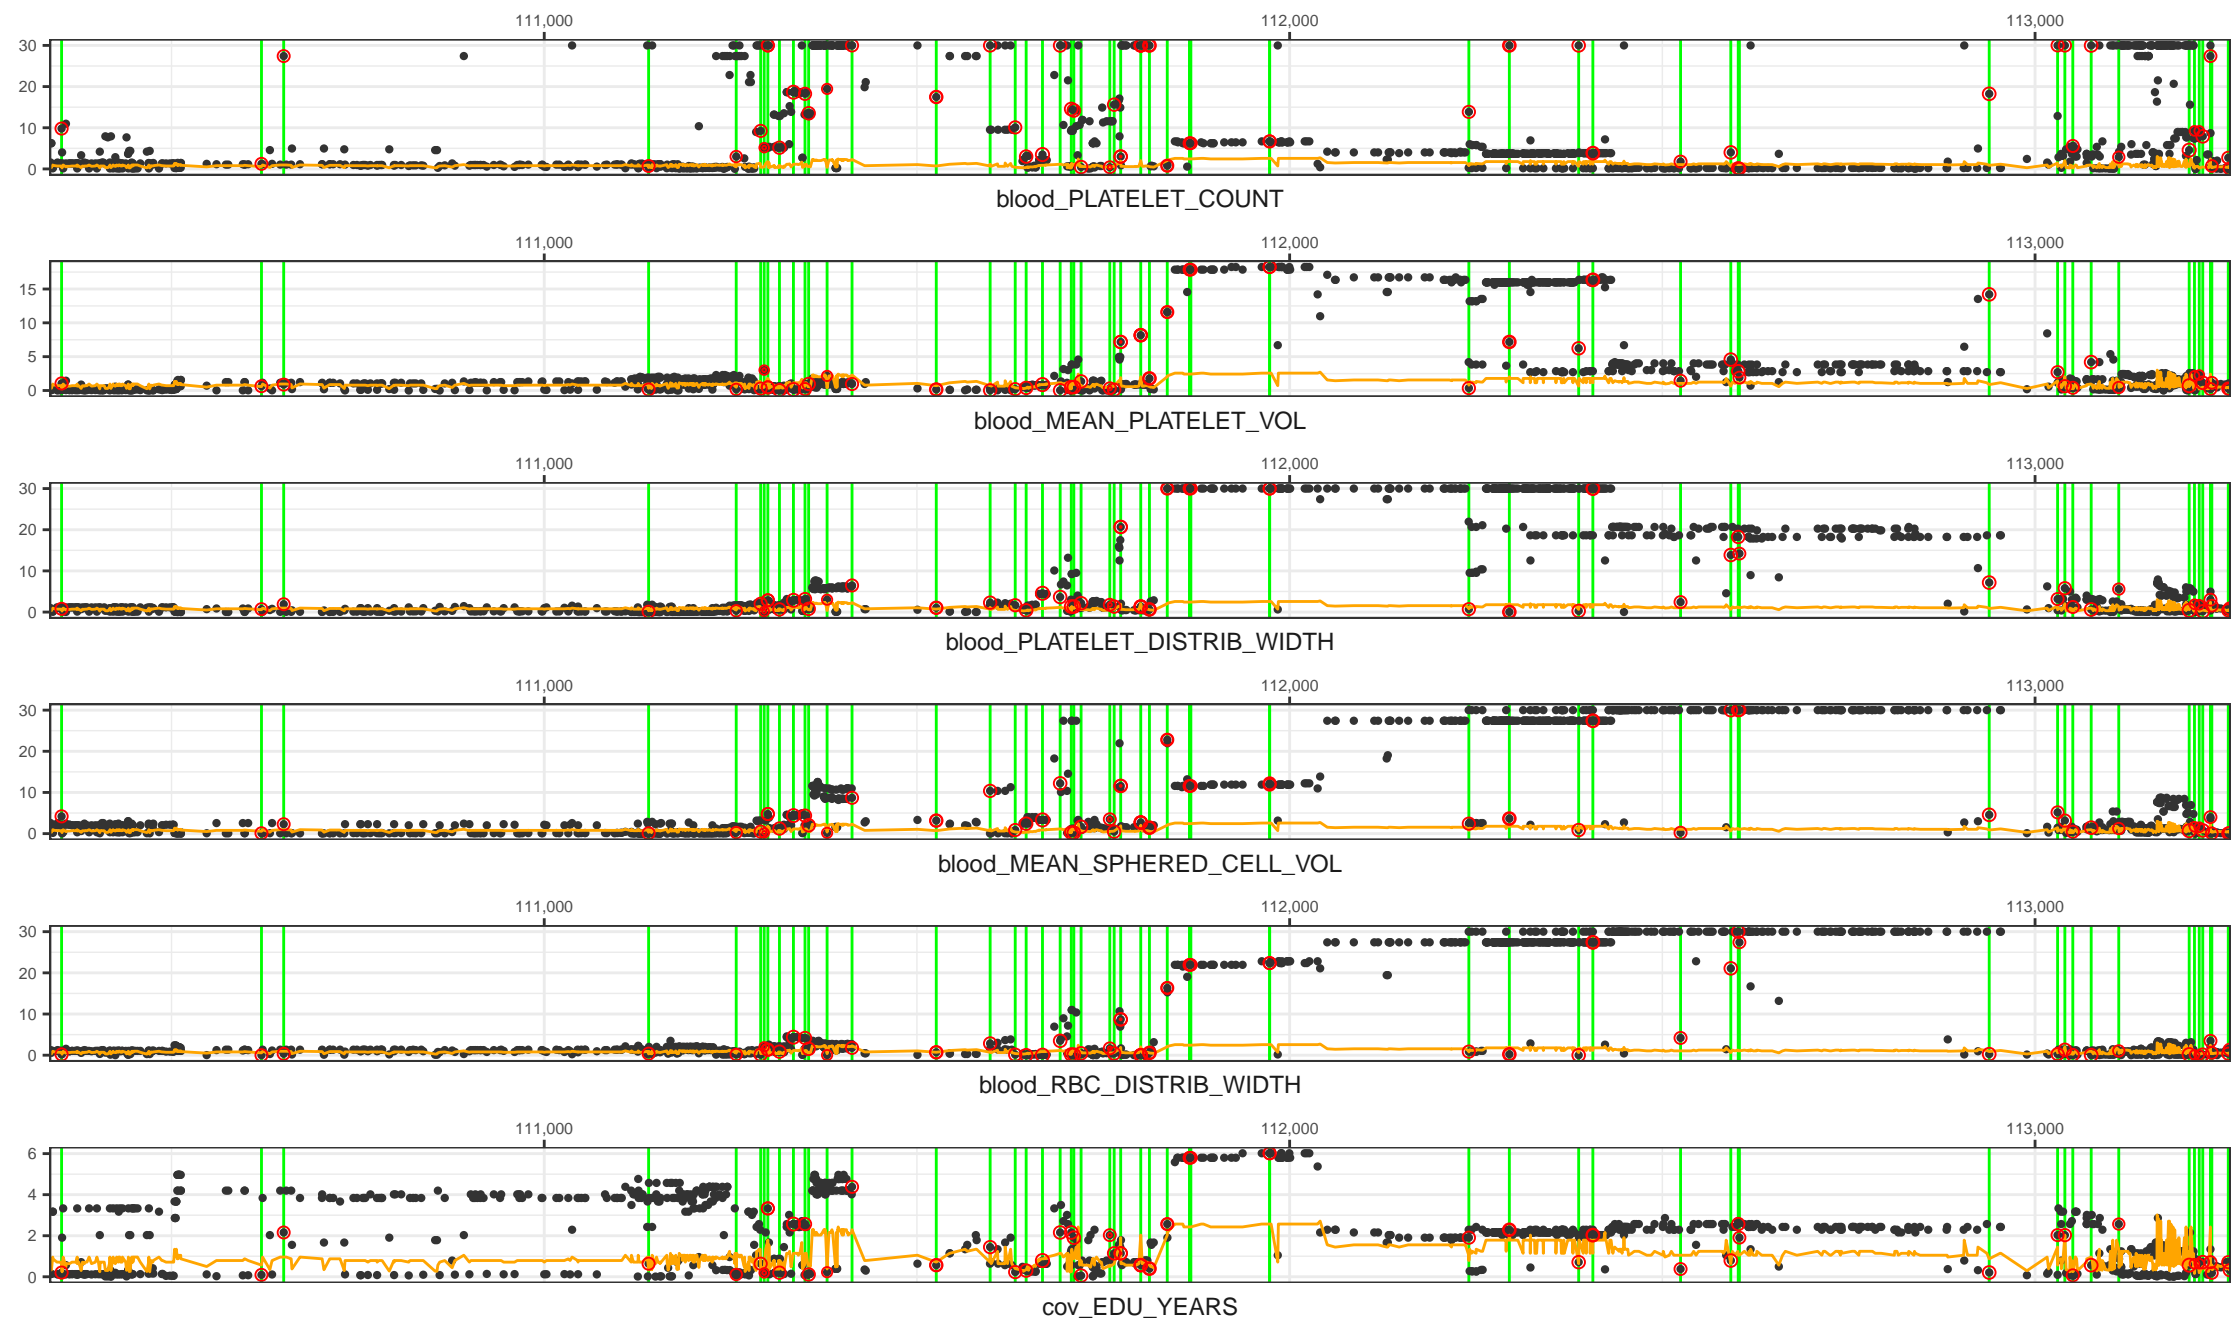 111,000 112,000 113,000
30
20
10
0
blood_PLATELET_COUNT
111,000 112,000 113,000
15
10
5
0
blood_MEAN_PLATELET_VOL
111,000 112,000 113,000
30
20
10
0
blood_PLATELET_DISTRIB_WIDTH
111,000 112,000 113,000
30
20
10
0
blood_MEAN_SPHERED_CELL_VOL
111,000 112,000 113,000
30
20
10
0
blood_RBC_DISTRIB_WIDTH
111,000 112,000 113,000
6
4
2
0
cov_EDU_YEARS